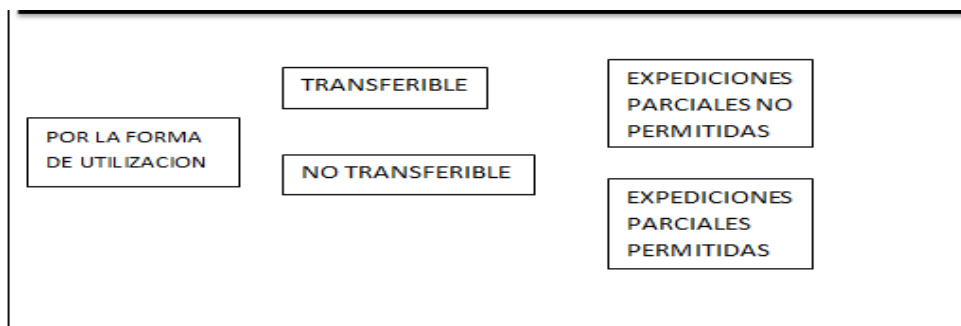 POR LA FORMA
DE UTILIZACION
TRANSFERIBLE
NO TRANSFERIBLE
EXPEDICIONES
PARCIALES NO
PERMITIDAS
EXPEDICIONES
PARCIALES
PERMITIDAS